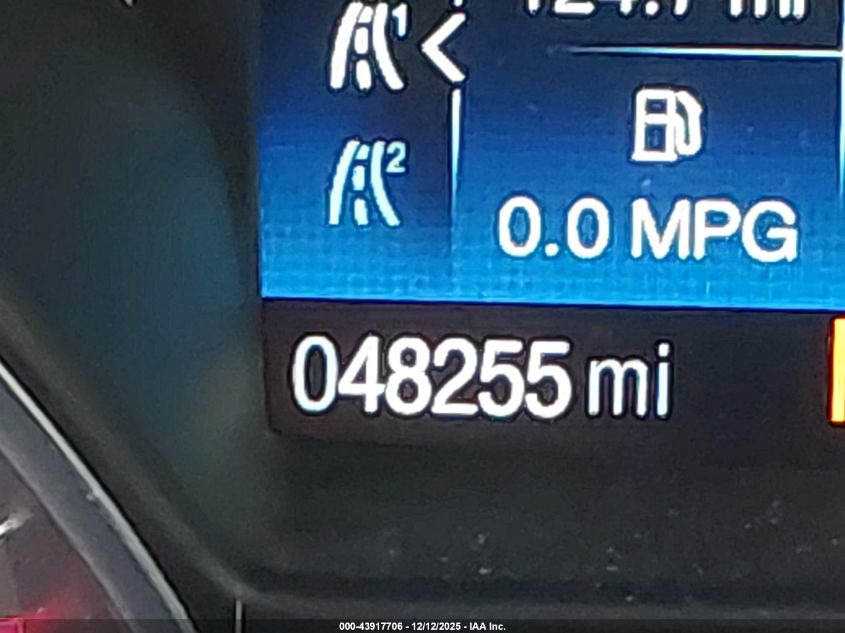 1
2
0.0 MPG
048255 mi
000-43917706 - 12/12/2025 - IAA Inc.